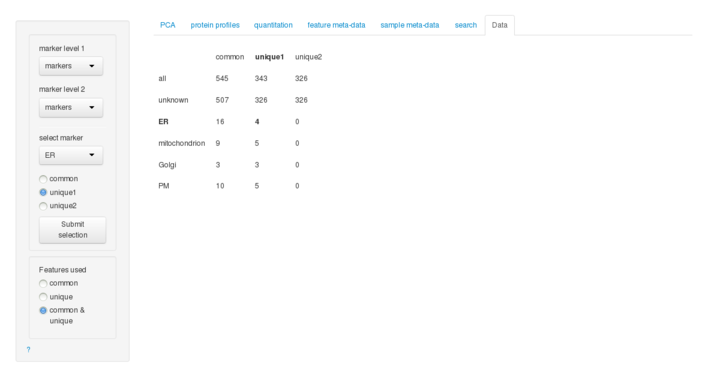 PCA protein profiles quantitation feature meta-data sample meta-data search Data
marker level 1
markers
marker level 2
markers
select marker
ER
common
unique1
unique2
Submit
selection
Features used
common
unique
common &
unique
?
common unique1 unique2
all 545 343 326
unknown 507 326 326
ER 16 4 0
mitochondrion 9 5 0
Golgi 3 3 0
PM 10 5 0